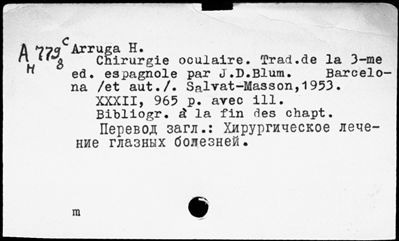 A 779 C
H 8
Arruga H.
Chirurgie oculaire. Trad.de la 3-me
ed. espagnole par J.D.Blum. Barcelo-
na /et aut./. Salvat-Masson,1953.
XXXII, 965 p. avec ill.
Bibliogr. à la fin des chapt.
Перевод загл.: Хирургическое лече-
ние глазных болезней.
m